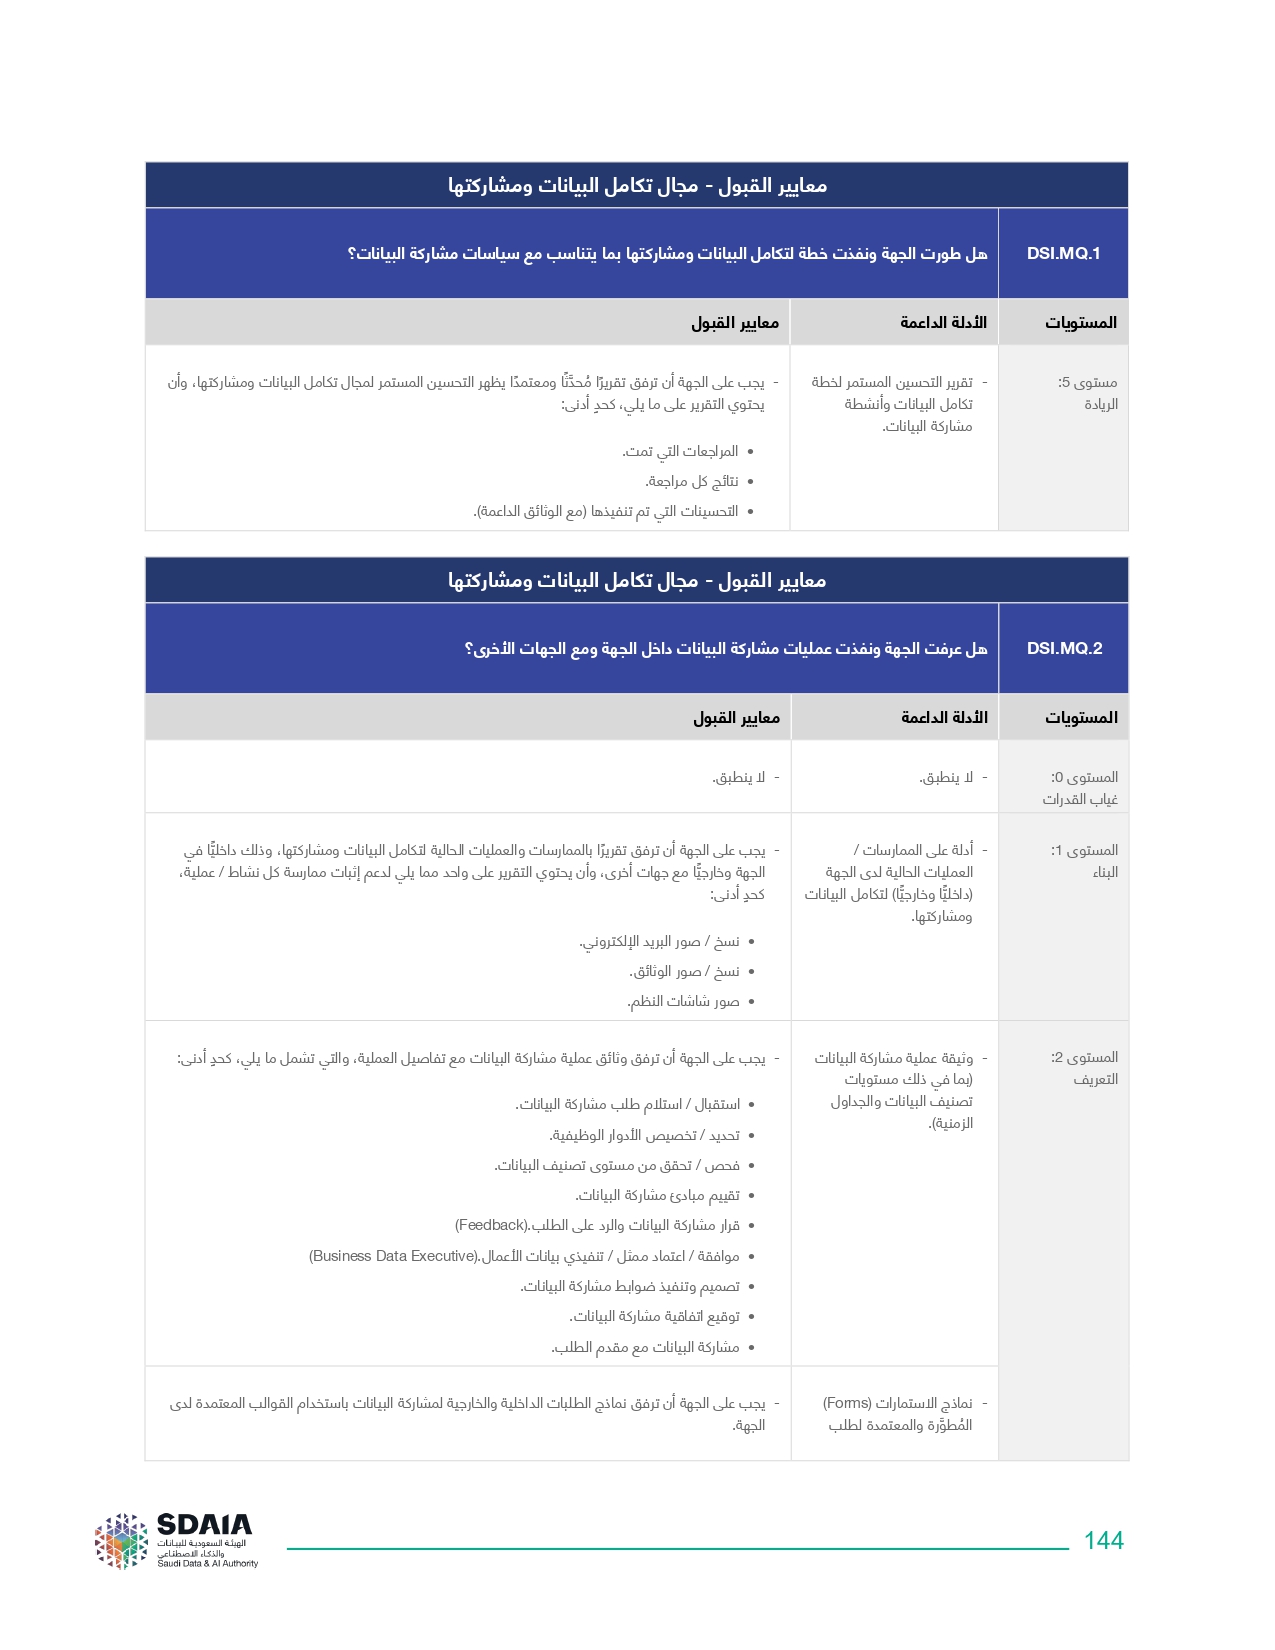 معايير القبول - مجال تكامل البيانات ومشاركتها
DSI.MQ.1
هل طورت الجهة ونفذت خطة لتكامل البيانات ومشاركتها بما يتناسب مع سياسات مشاركة البيانات؟
المستويات
الأدلة الداعمة
معايير القبول
مستوى 5:
الريادة
- تقرير التحسين المستمر لخطة
تكامل البيانات وأنشطة
مشاركة البيانات.
- يجب على الجهة أن ترفق تقريرًا مُحدَّثًا ومعتمدًا يظهر التحسين المستمر لمجال تكامل البيانات ومشاركتها، وأن
يحتوي التقرير على ما يلي، كحدٍ أدنى:
• المراجعات التي تمت.
• نتائج كل مراجعة.
• التحسينات التي تم تنفيذها (مع الوثائق الداعمة).
معايير القبول - مجال تكامل البيانات ومشاركتها
DSI.MQ.2
هل عرفت الجهة ونفذت عمليات مشاركة البيانات داخل الجهة ومع الجهات الأخرى؟
المستويات
الأدلة الداعمة
معايير القبول
المستوى 0:
غياب القدرات
- لا ينطبق.
- لا ينطبق.
المستوى 1:
البناء
- أدلة على الممارسات /
العمليات الحالية لدى الجهة
(داخليًّا وخارجيًّا) لتكامل البيانات
ومشاركتها.
- يجب على الجهة أن ترفق تقريرًا بالممارسات والعمليات الحالية لتكامل البيانات ومشاركتها، وذلك داخليًّا في
الجهة وخارجيًّا مع جهات أخرى، وأن يحتوي التقرير على واحد مما يلي لدعم إثبات ممارسة كل نشاط / عملية،
كحدٍ أدنى:
• نسخ / صور البريد الإلكتروني.
• نسخ / صور الوثائق.
• صور شاشات النظم.
المستوى 2:
التعريف
- وثيقة عملية مشاركة البيانات
(بما في ذلك مستويات
تصنيف البيانات والجداول
الزمنية).
- يجب على الجهة أن ترفق وثائق عملية مشاركة البيانات مع تفاصيل العملية، والتي تشمل ما يلي، كحدٍ أدنى:
• استقبال / استلام طلب مشاركة البيانات.
• تحديد / تخصيص الأدوار الوظيفية.
• فحص / تحقق من مستوى تصنيف البيانات.
• تقييم مبادئ مشاركة البيانات.
• قرار مشاركة البيانات والرد على الطلب.(Feedback)
• موافقة / اعتماد ممثل / تنفيذي بيانات الأعمال.(Business Data Executive)
• تصميم وتنفيذ ضوابط مشاركة البيانات.
• توقيع اتفاقية مشاركة البيانات.
• مشاركة البيانات مع مقدم الطلب.
- نماذج الاستمارات (Forms)
المُطوَّرة والمعتمدة لطلب
- يجب على الجهة أن ترفق نماذج الطلبات الداخلية والخارجية لمشاركة البيانات باستخدام القوالب المعتمدة لدى
الجهة.
SDAIA
الهيئة السعودية للبيانات
والذكاء الاصطناعي
Saudi Data & AI Authority
144